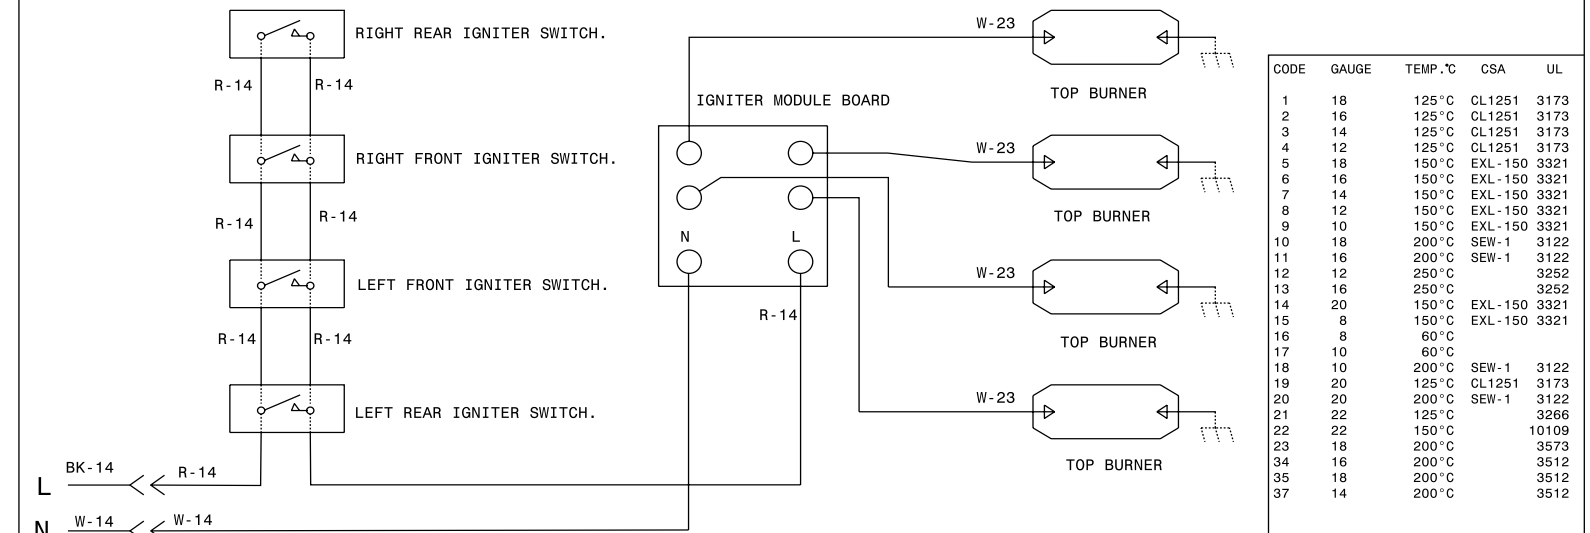 RIGHT REAR IGNITER SWITCH.
R-14 R-14
RIGHT FRONT IGNITER SWITCH.
R-14 R-14
LEFT FRONT IGNITER SWITCH.
R-14 R-14
LEFT REAR IGNITER SWITCH.
L BK-14 R-14
N W-14 W-14
IGNITER MODULE BOARD
N L
R-14
W-23
TOP BURNER
W-23
TOP BURNER
W-23
TOP BURNER
W-23
TOP BURNER
CODE GAUGE TEMP.°C CSA UL
1 18 125°C CL1251 3173
2 16 125°C CL1251 3173
3 14 125°C CL1251 3173
4 12 125°C CL1251 3173
5 18 150°C EXL-150 3321
6 16 150°C EXL-150 3321
7 14 150°C EXL-150 3321
8 12 150°C EXL-150 3321
9 10 150°C EXL-150 3321
10 18 200°C SEW-1 3122
11 16 200°C SEW-1 3122
12 12 250°C 3252
13 16 250°C 3252
14 20 150°C EXL-150 3321
15 8 150°C EXL-150 3321
16 8 60°C
17 10 60°C
18 10 200°C SEW-1 3122
19 20 125°C CL1251 3173
20 20 200°C SEW-1 3122
21 22 125°C 3266
22 22 150°C 10109
23 18 200°C 3573
34 16 200°C 3512
35 18 200°C 3512
37 14 200°C 3512